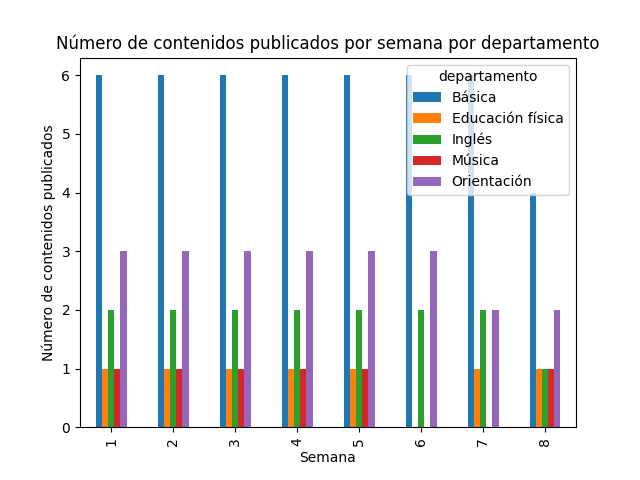 Número de contenidos publicados por semana por departamento
departamento
Básica
Educación física
Inglés
Música
Orientación
Número de contenidos publicados
6
5
4
3
2
1
0
1 2 3 4 5 6 7 8
Semana